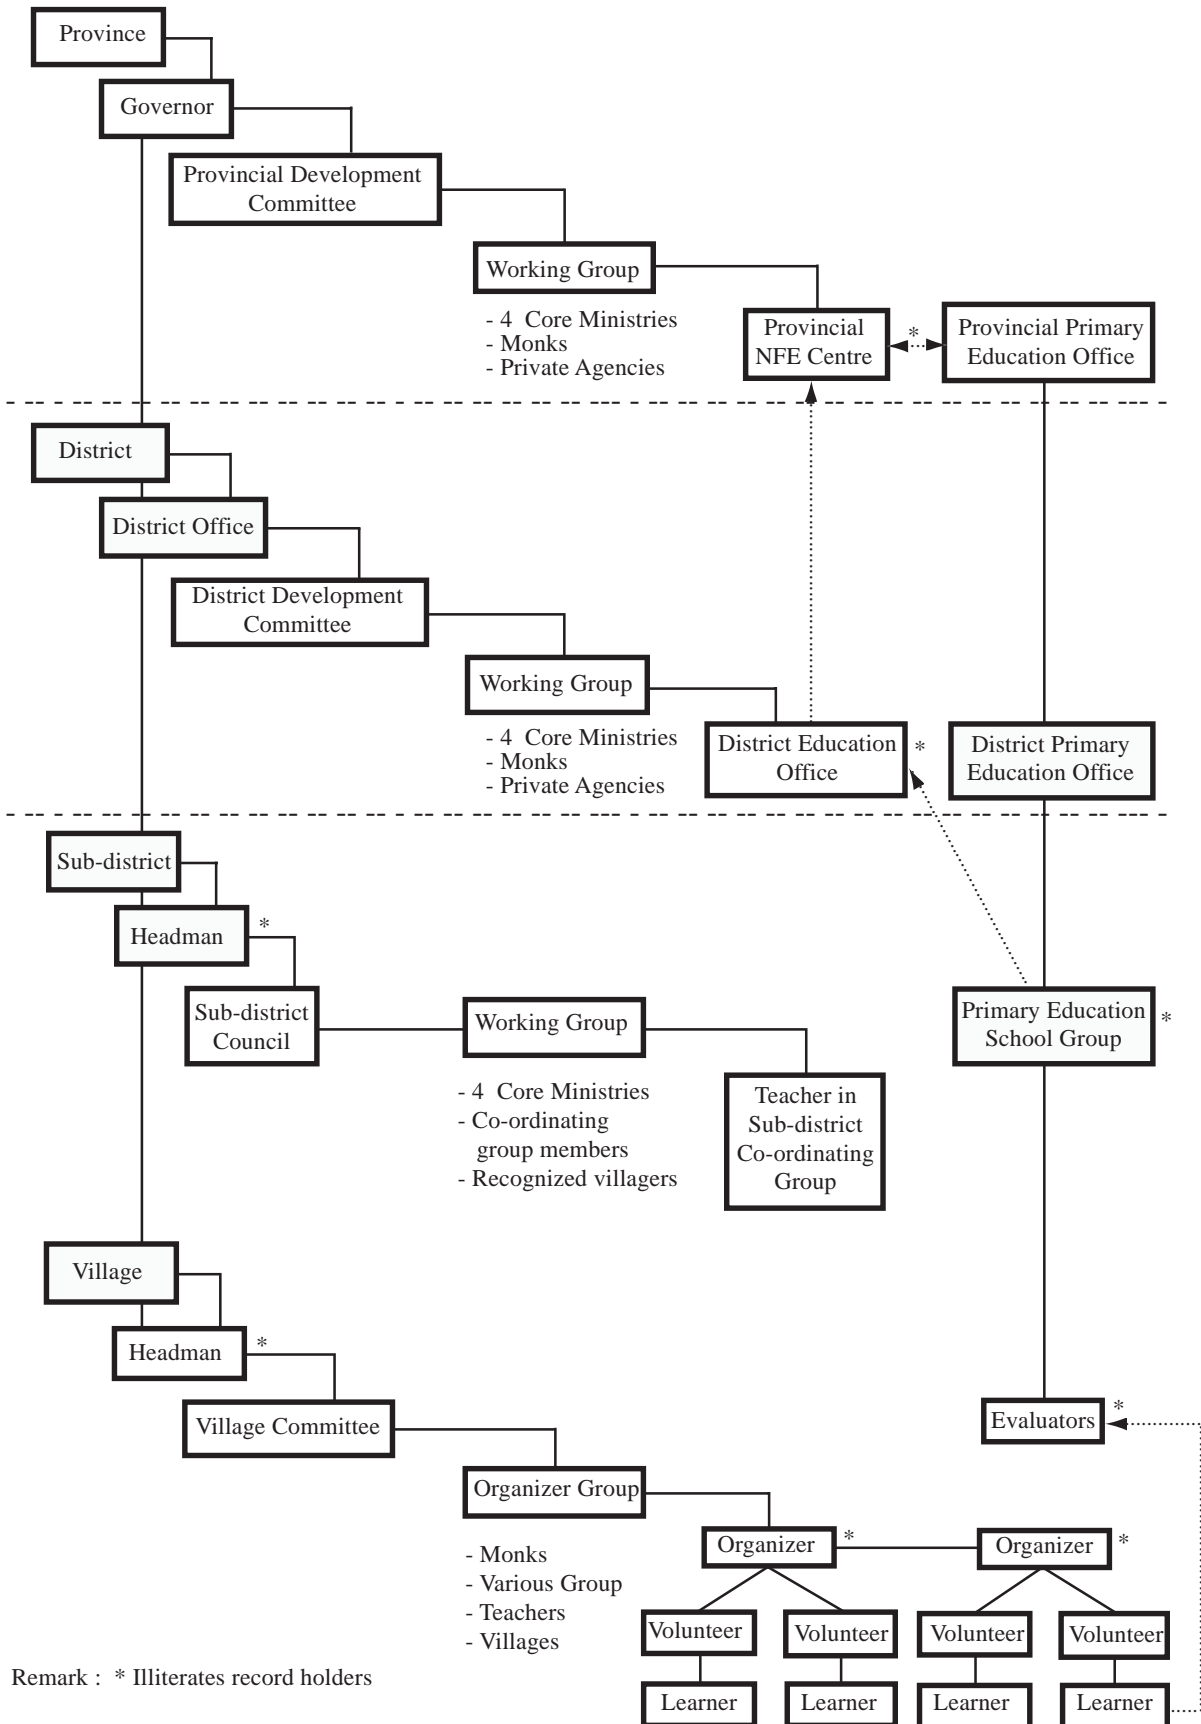 Province
Governor
Provincial Development
Committee
Working Group
- 4 Core Ministries
- Monks
- Private Agencies
Provincial
NFE Centre
*
Provincial Primary
Education Office
District
District Office
District Development
Committee
Working Group
- 4 Core Ministries
- Monks
- Private Agencies
District Education
Office
*
District Primary
Education Office
Sub-district
Headman
*
Sub-district
Council
Working Group
- 4 Core Ministries
- Co-ordinating
group members
- Recognized villagers
Teacher in
Sub-district
Co-ordinating
Group
Primary Education
School Group
*
Village
Headman
*
Village Committee
Evaluators
*
Organizer Group
- Monks
- Various Group
- Teachers
- Villages
Organizer
*
Organizer
*
Volunteer
Volunteer
Volunteer
Volunteer
Learner
Learner
Learner
Learner
Remark : * Illiterates record holders